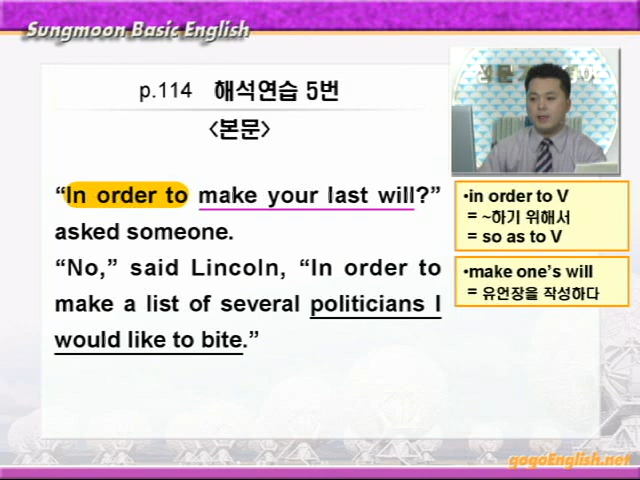 Sungmoon Basic English
p.114 해석연습 5번
<본문>
“In order to make your last will?”
asked someone.
“No,” said Lincoln, “In order to
make a list of several politicians I
would like to bite.”
•in order to V
= ~하기 위해서
= so as to V
•make one’s will
= 유언장을 작성하다
gogoEnglish.net